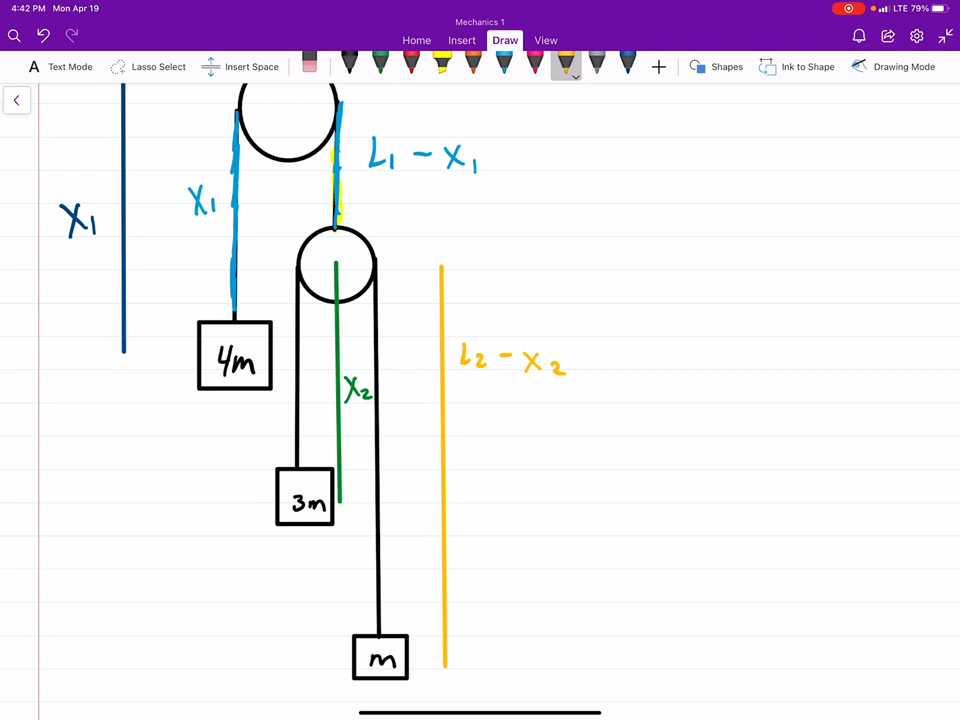 4:42 PM Mon Apr 19
LTE 79%
Mechanics 1
Home Insert Draw View
A Text Mode Lasso Select Insert Space Shapes Ink to Shape Drawing Mode
L₁ - X₁
X₁
X₁
4m
L₂ - X₂
X₂
3m
m